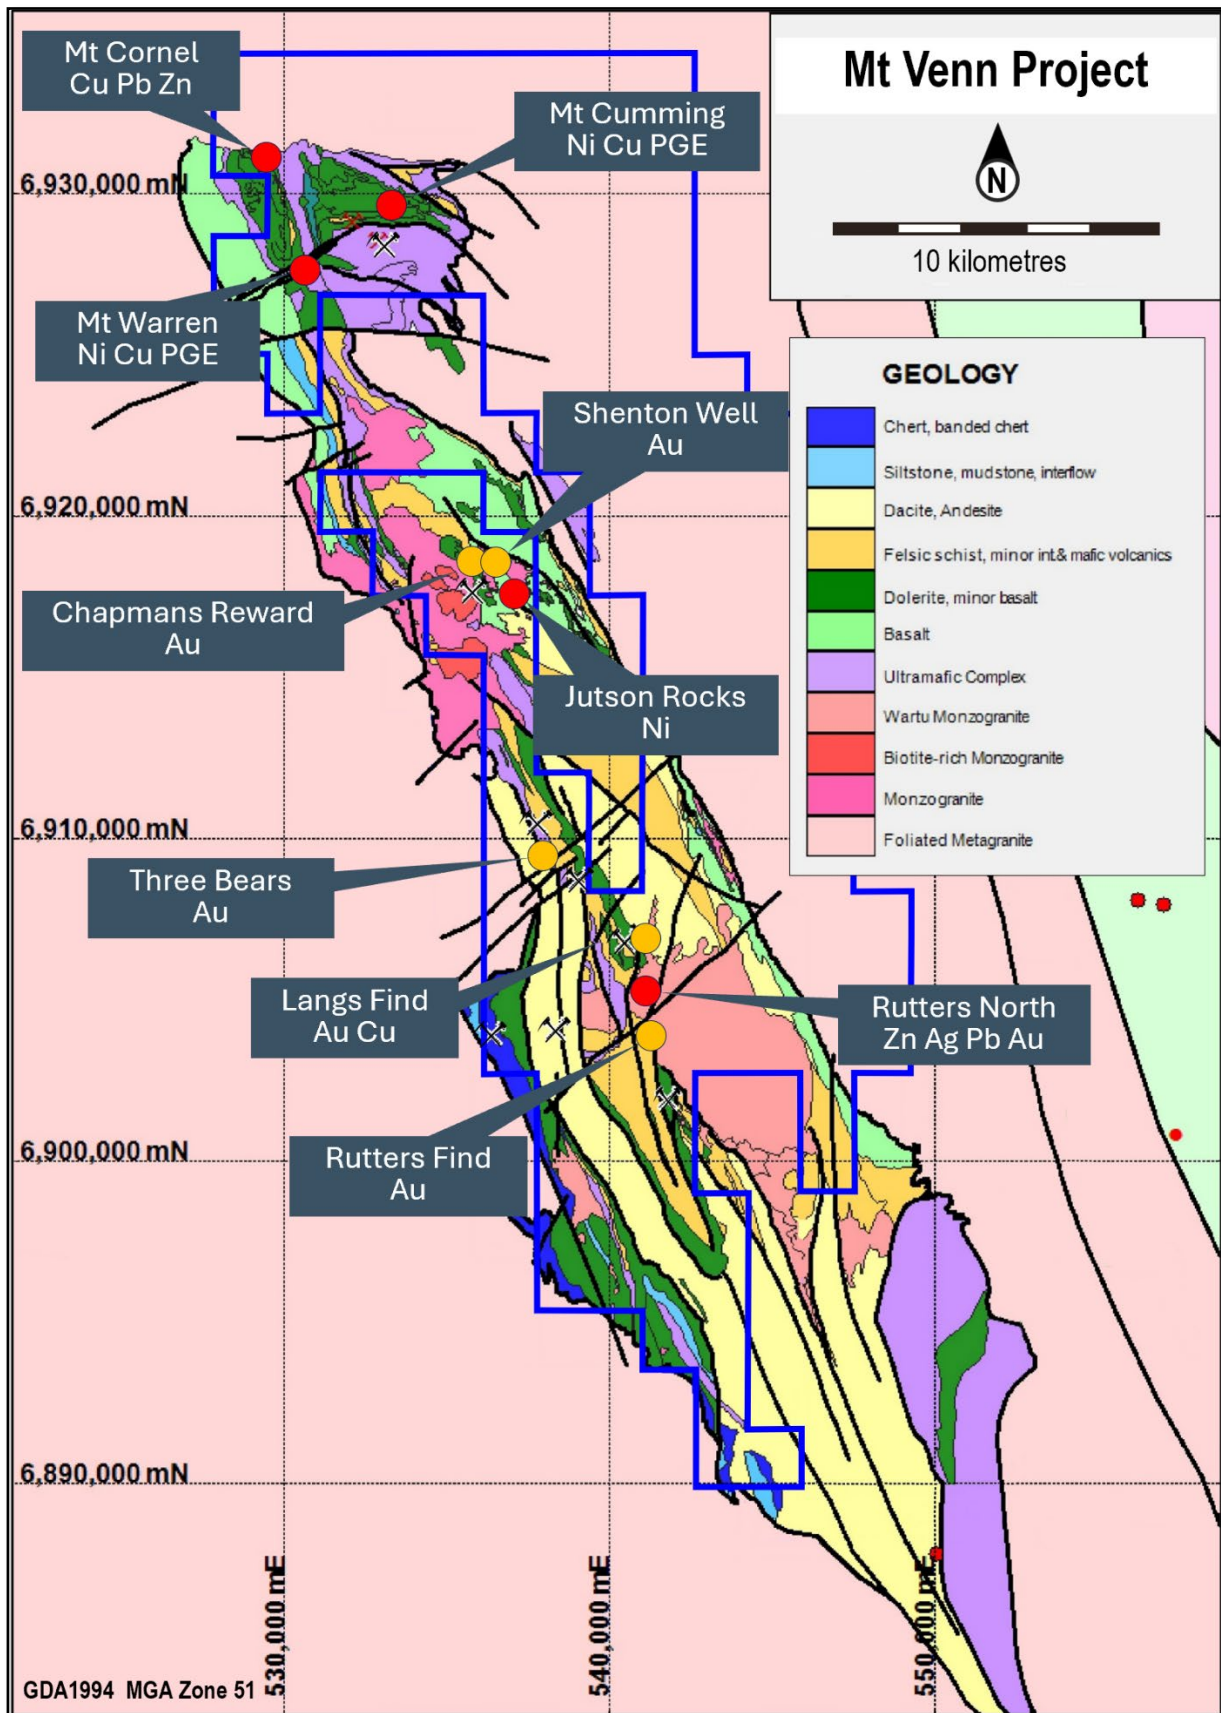 Mt Venn Project
N
10 kilometres
Mt Cornel
Cu Pb Zn
Mt Cumming
Ni Cu PGE
6,930,000 mN
Mt Warren
Ni Cu PGE
Shenton Well
Au
6,920,000 mN
Chapmans Reward
Au
Jutson Rocks
Ni
6,910,000 mN
Three Bears
Au
Langs Find
Au Cu
Rutters North
Zn Ag Pb Au
6,900,000 mN
Rutters Find
Au
6,890,000 mN
GEOLOGY
Chert, banded chert
Siltstone, mudstone, interflow
Dacite, Andesite
Felsic schist, minor int.& mafic volcanics
Dolerite, minor basalt
Basalt
Ultramafic Complex
Wartu Monzogranite
Biotite-rich Monzogranite
Monzogranite
Foliated Metagranite
530,000 mE
540,000 mE
550,000 mE
GDA1994 MGA Zone 51